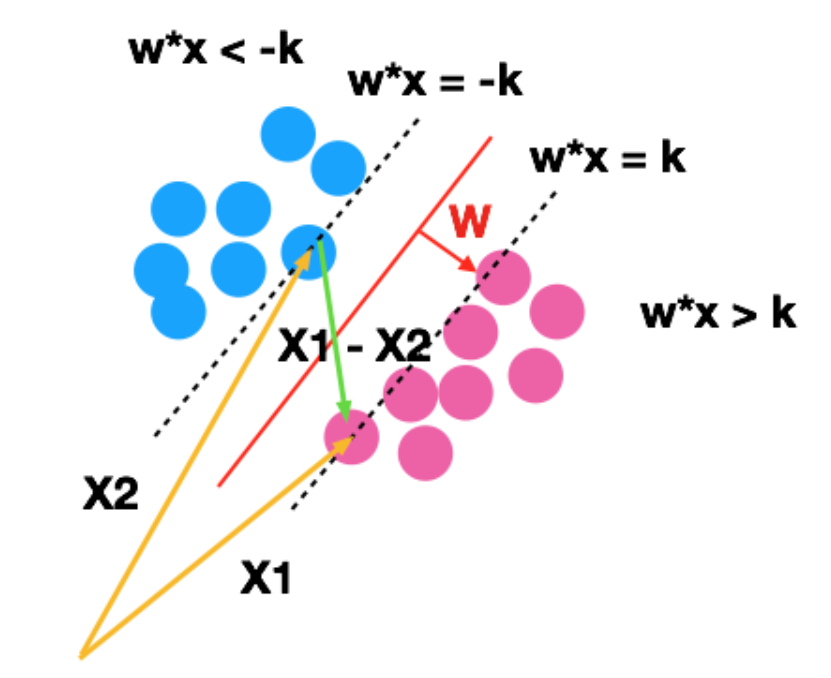 w*x < -k
w*x = -k
w*x = k
W
w*x > k
X1 - X2
X2
X1